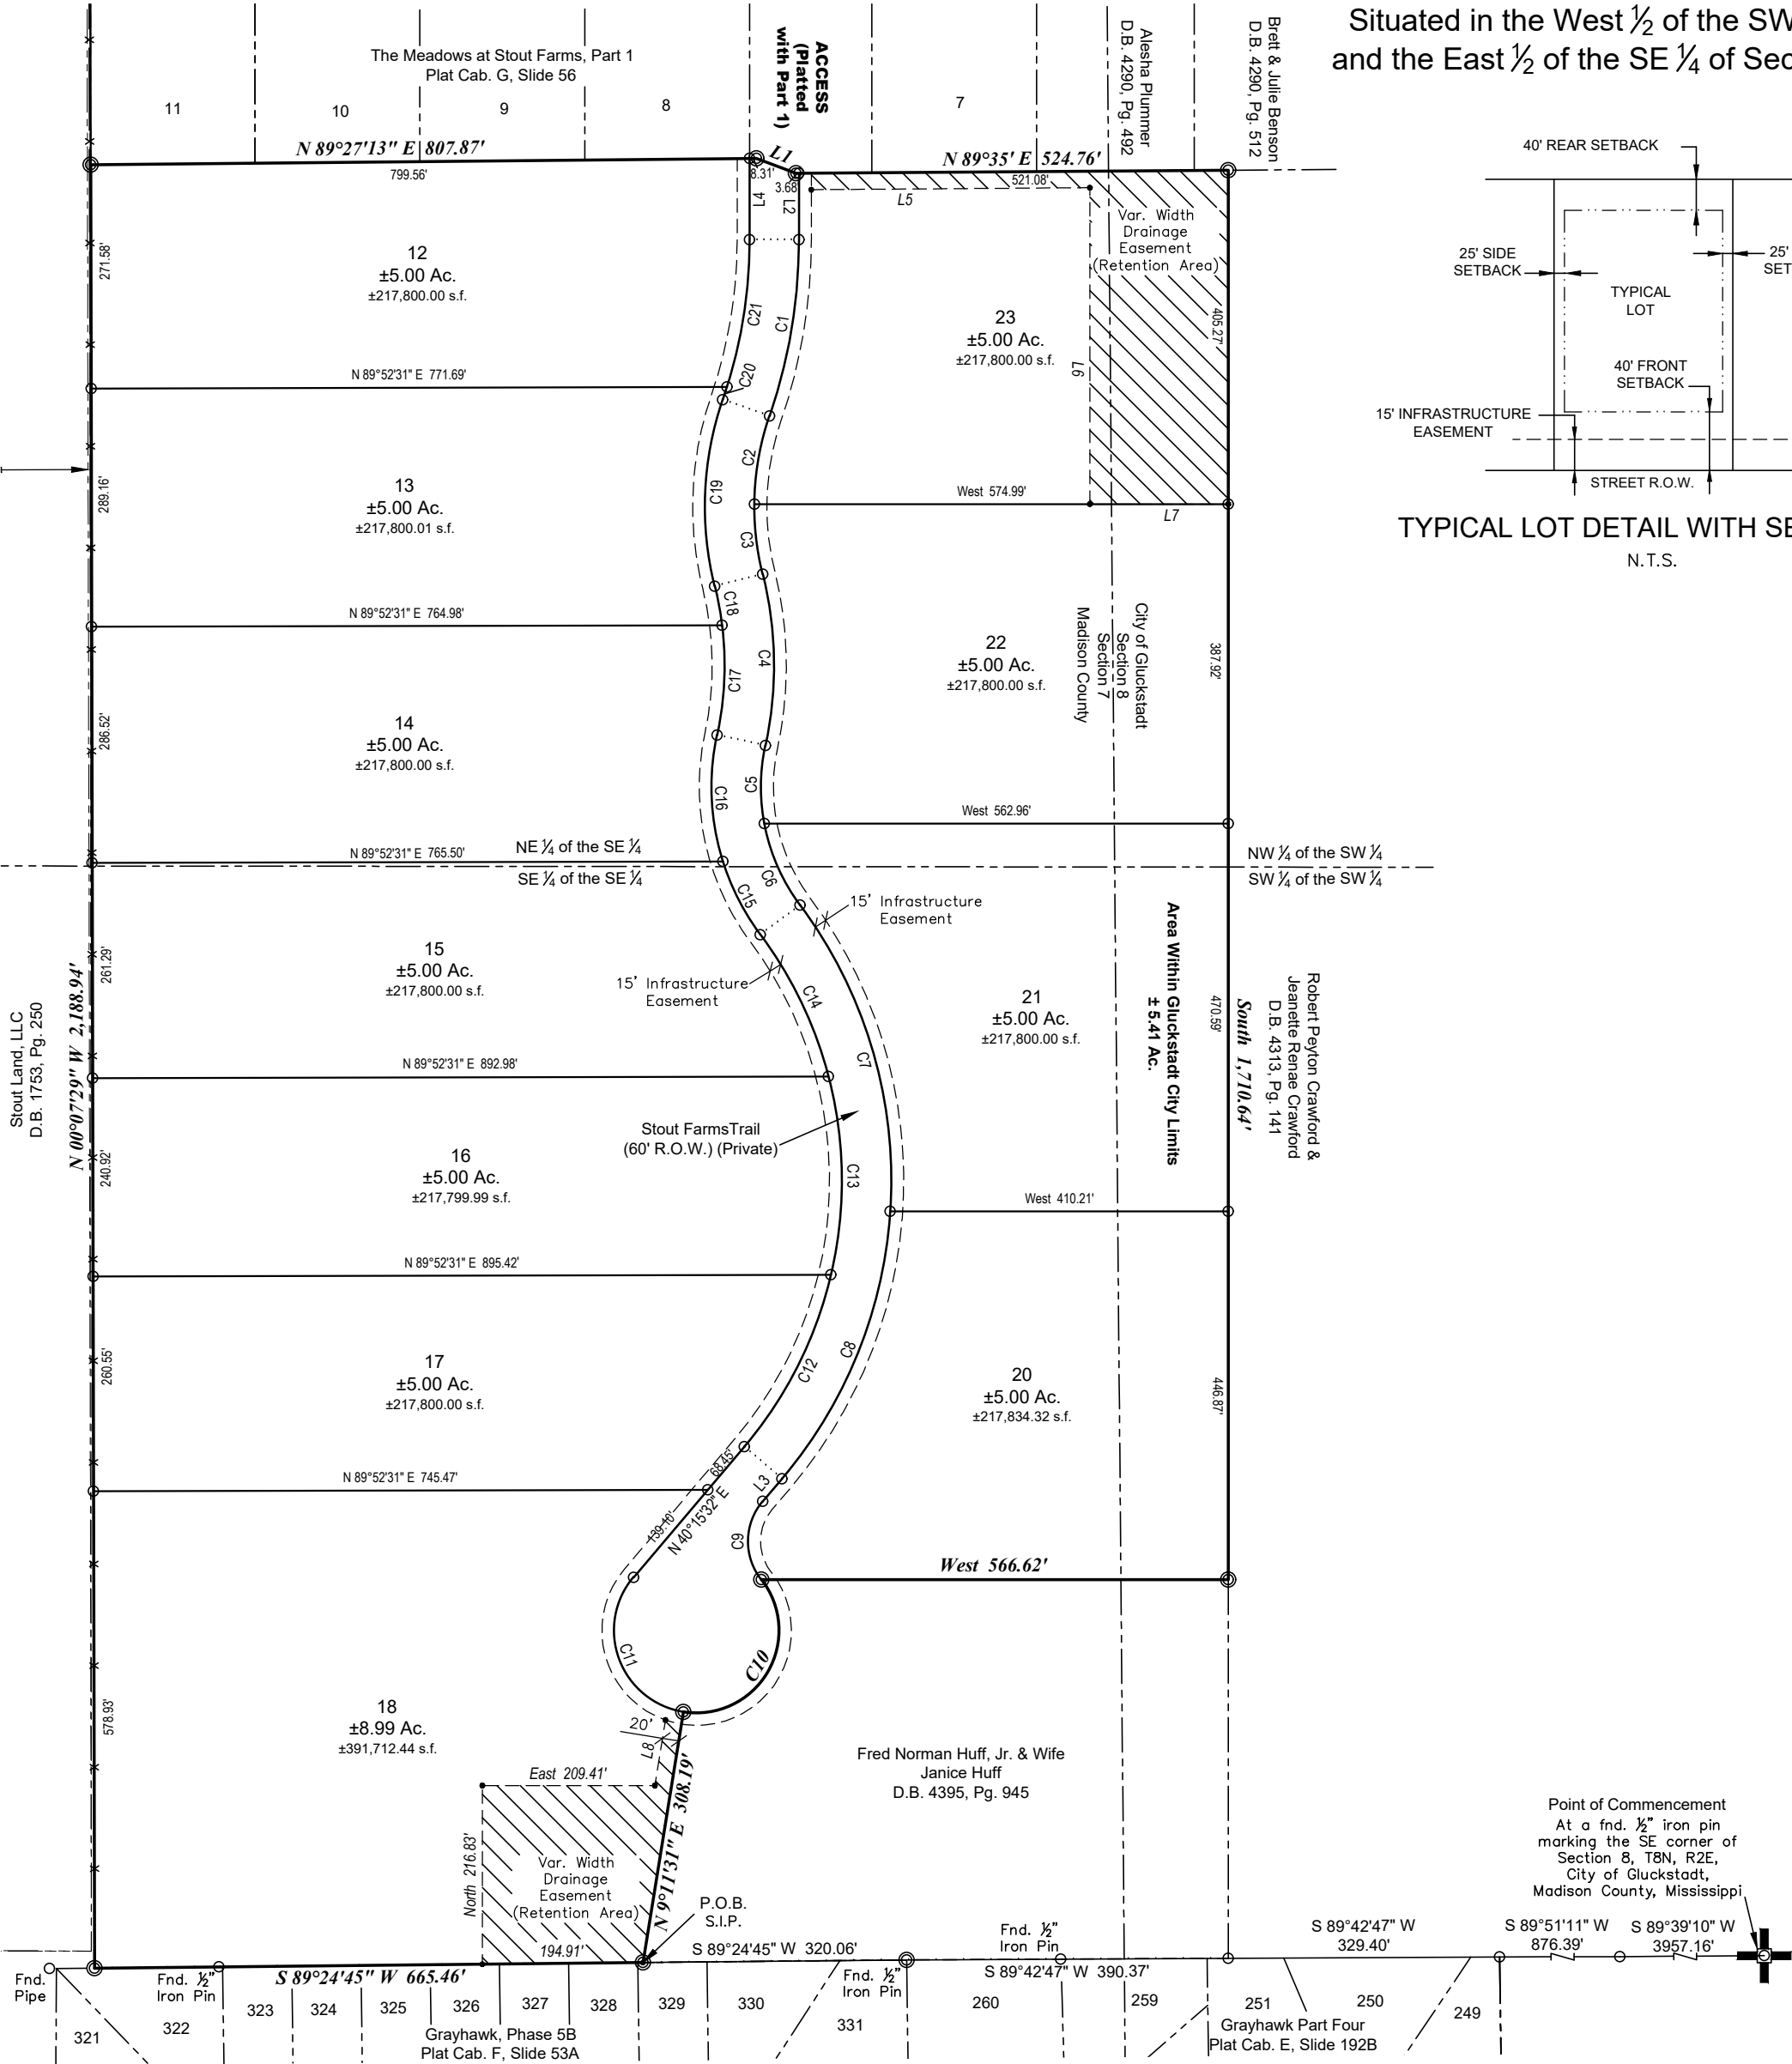 Situated in the West ½ of the SW
and the East ½ of the SE ¼ of Sec
The Meadows at Stout Farms, Part 1
Plat Cab. G, Slide 56
11
10
9
8
7
ACCESS
(Platted
with Part 1)
Alesha Plummer
D.B. 4290, Pg. 492
Brett & Julie Benson
D.B. 4290, Pg. 512
N 89°27'13" E 807.87'
799.56'
8.31'
L1
3.68'
N 89°35' E 524.76'
521.08'
L4
L2
L5
L6
L7
Var. Width
Drainage
Easement
(Retention Area)
405.27'
40' REAR SETBACK
25' SIDE
SETBACK
25'
SET
TYPICAL
LOT
40' FRONT
SETBACK
15' INFRASTRUCTURE
EASEMENT
STREET R.O.W.
TYPICAL LOT DETAIL WITH SE
N.T.S.
12
±5.00 Ac.
±217,800.00 s.f.
271.58'
N 89°52'31" E 771.69'
C21
C1
C20
23
±5.00 Ac.
±217,800.00 s.f.
13
±5.00 Ac.
±217,800.01 s.f.
289.16'
C19
C2
C3
West 574.99'
N 89°52'31" E 764.98'
C18
C4
C17
22
±5.00 Ac.
±217,800.00 s.f.
City of Gluckstadt
Section 8
Section 7
Madison County
387.92'
14
±5.00 Ac.
±217,800.00 s.f.
286.52'
C16
C5
West 562.96'
N 89°52'31" E 765.50'
NE ¼ of the SE ¼
SE ¼ of the SE ¼
NW ¼ of the SW ¼
SW ¼ of the SW ¼
C15
C6
15' Infrastructure
Easement
15' Infrastructure
Easement
15
±5.00 Ac.
±217,800.00 s.f.
261.29'
C14
C7
21
±5.00 Ac.
±217,800.00 s.f.
Area Within Gluckstadt City Limits
± 5.41 Ac.
470.59'
South 1,710.64'
Robert Peyton Crawford &
Jeanette Renae Crawford
D.B. 4313, Pg. 141
Stout Land, LLC
D.B. 1753, Pg. 250
N 00°07'29" W 2,188.94'
N 89°52'31" E 892.98'
Stout FarmsTrail
(60' R.O.W.) (Private)
16
±5.00 Ac.
±217,799.99 s.f.
240.92'
C13
West 410.21'
N 89°52'31" E 895.42'
17
±5.00 Ac.
±217,800.00 s.f.
260.55'
C12
C8
20
±5.00 Ac.
±217,834.32 s.f.
446.87'
N 89°52'31" E 745.47'
68.45'
L3
139.10'
N 40°15'32" E
C9
West 566.62'
C11
C10
18
±8.99 Ac.
±391,712.44 s.f.
578.93'
20'
L8
East 209.41'
North 216.83'
Var. Width
Drainage
Easement
(Retention Area)
194.91'
N 9°11'31" E 308.19'
Fred Norman Huff, Jr. & Wife
Janice Huff
D.B. 4395, Pg. 945
Point of Commencement
At a fnd. ½" iron pin
marking the SE corner of
Section 8, T8N, R2E,
City of Gluckstadt,
Madison County, Mississippi
P.O.B.
S.I.P.
S 89°24'45" W 320.06'
Fnd. ½"
Iron Pin
S 89°42'47" W
329.40'
S 89°51'11" W
876.39'
S 89°39'10" W
3957.16'
Fnd.
Pipe
Fnd. ½"
Iron Pin
S 89°24'45" W 665.46'
Fnd. ½"
Iron Pin
S 89°42'47" W 390.37'
321
322
323
324
325
326
327
328
329
330
331
260
259
251
250
249
Grayhawk, Phase 5B
Plat Cab. F, Slide 53A
Grayhawk Part Four
Plat Cab. E, Slide 192B